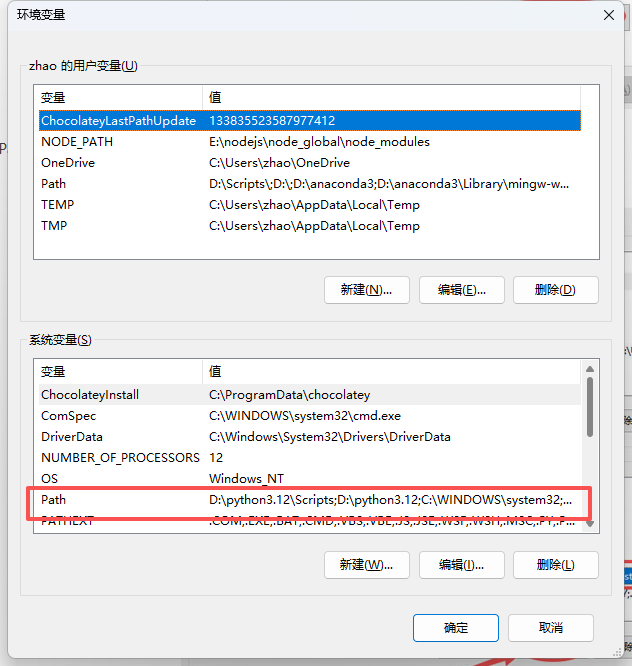 环境变量
zhao 的用户变量(U)
变量 值
ChocolateyLastPathUpdate 133835523587977412
NODE_PATH E:\nodejs\node_global\node_modules
OneDrive C:\Users\zhao\OneDrive
Path D:\Scripts\;D:\;D:\anaconda3;D:\anaconda3\Library\mingw-w...
TEMP C:\Users\zhao\AppData\Local\Temp
TMP C:\Users\zhao\AppData\Local\Temp
新建(N)... 编辑(E)... 删除(D)
系统变量(S)
变量 值
ChocolateyInstall C:\ProgramData\chocolatey
ComSpec C:\WINDOWS\system32\cmd.exe
DriverData C:\Windows\System32\Drivers\DriverData
NUMBER_OF_PROCESSORS 12
OS Windows_NT
Path D:\python3.12\Scripts;D:\python3.12;C:\WINDOWS\system32;...
PATHEXT .COM;.EXE;.BAT;.CMD;.VBS;.VBE;.JS;.JSE;.WSF;.WSH;.MSC;.PY;.P...
新建(W)... 编辑(I)... 删除(L)
确定 取消